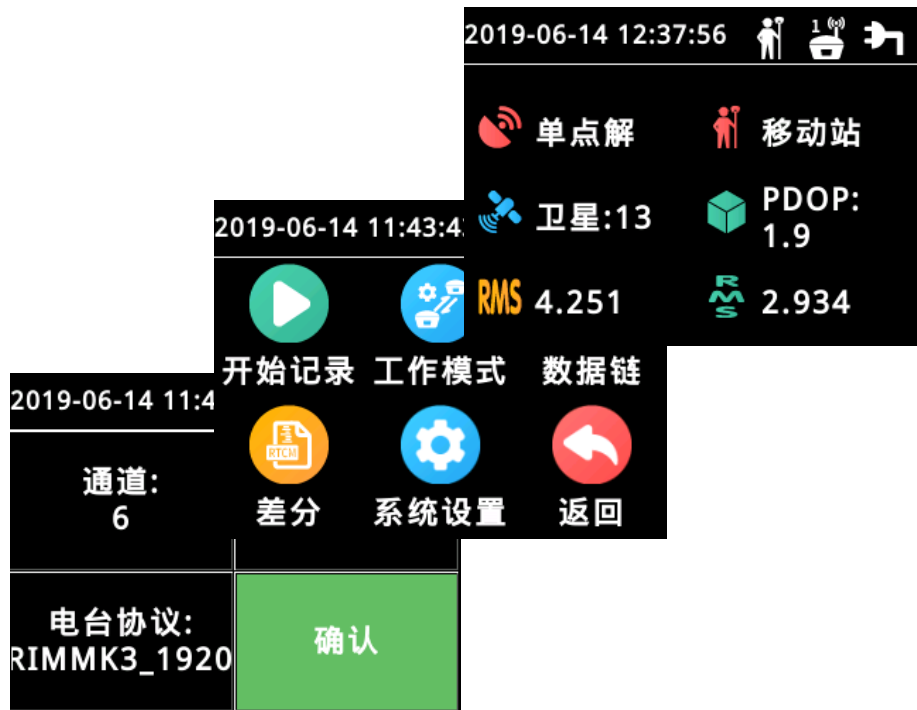 2019-06-14 12:37:56
1
单点解
移动站
卫星:13
PDOP:
1.9
RMS 4.251
RMS 2.934
2019-06-14 11:43:4
开始记录
工作模式
数据链
RTCM
差分
系统设置
返回
2019-06-14 11:4
通道:
6
电台协议:
RIMMK3_1920
确认